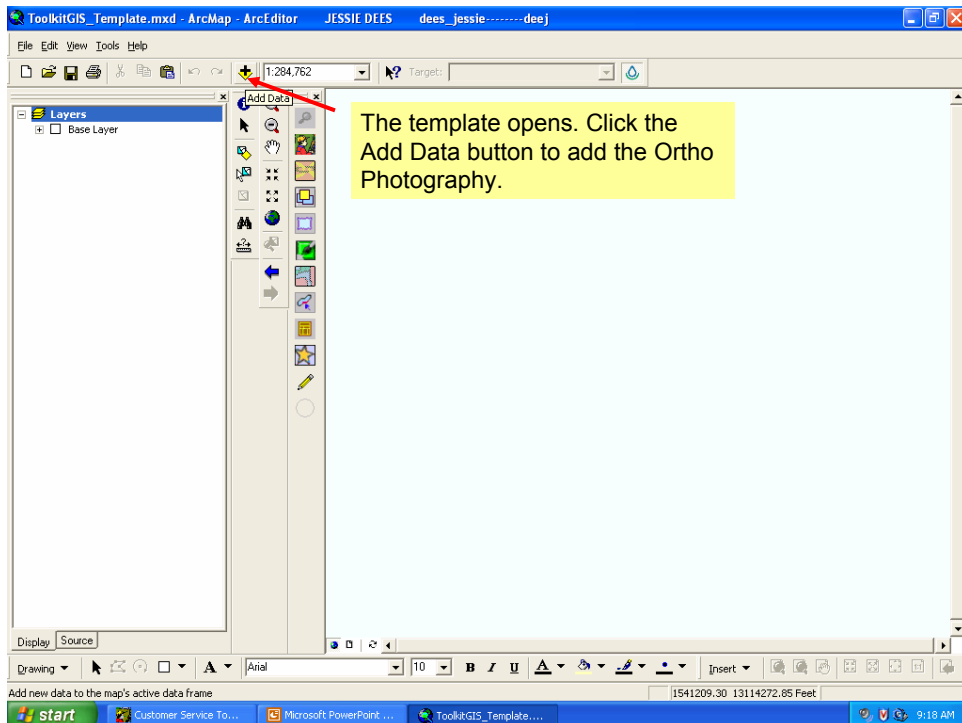 ToolkitGIS_Template.mxd - ArcMap - ArcEditor JESSIE DEES dees_jessie--------deej
File Edit View Tools Help
1:284,762 Target:
Add Data
Layers
Base Layer
The template opens. Click the
Add Data button to add the Ortho
Photography.
Display Source
Drawing A Arial 10 B I U A Insert
Add new data to the map's active data frame 1541209.30 13114272.85 Feet
start Customer Service To... Microsoft PowerPoint ... ToolkitGIS_Template.... 9:18 AM